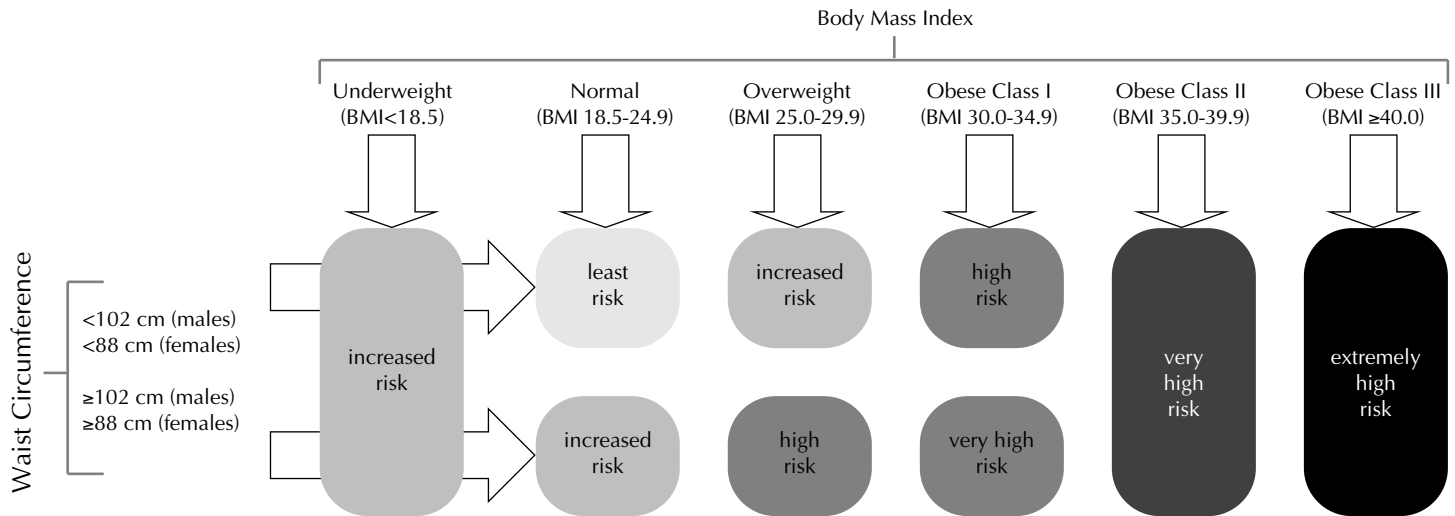 Body Mass Index
Underweight
(BMI<18.5)
Normal
(BMI 18.5-24.9)
Overweight
(BMI 25.0-29.9)
Obese Class I
(BMI 30.0-34.9)
Obese Class II
(BMI 35.0-39.9)
Obese Class III
(BMI ≥40.0)
Waist Circumference
<102 cm (males)
<88 cm (females)
≥102 cm (males)
≥88 cm (females)
increased
risk
least
risk
increased
risk
high
risk
increased
risk
high
risk
very high
risk
very
high
risk
extremely
high
risk